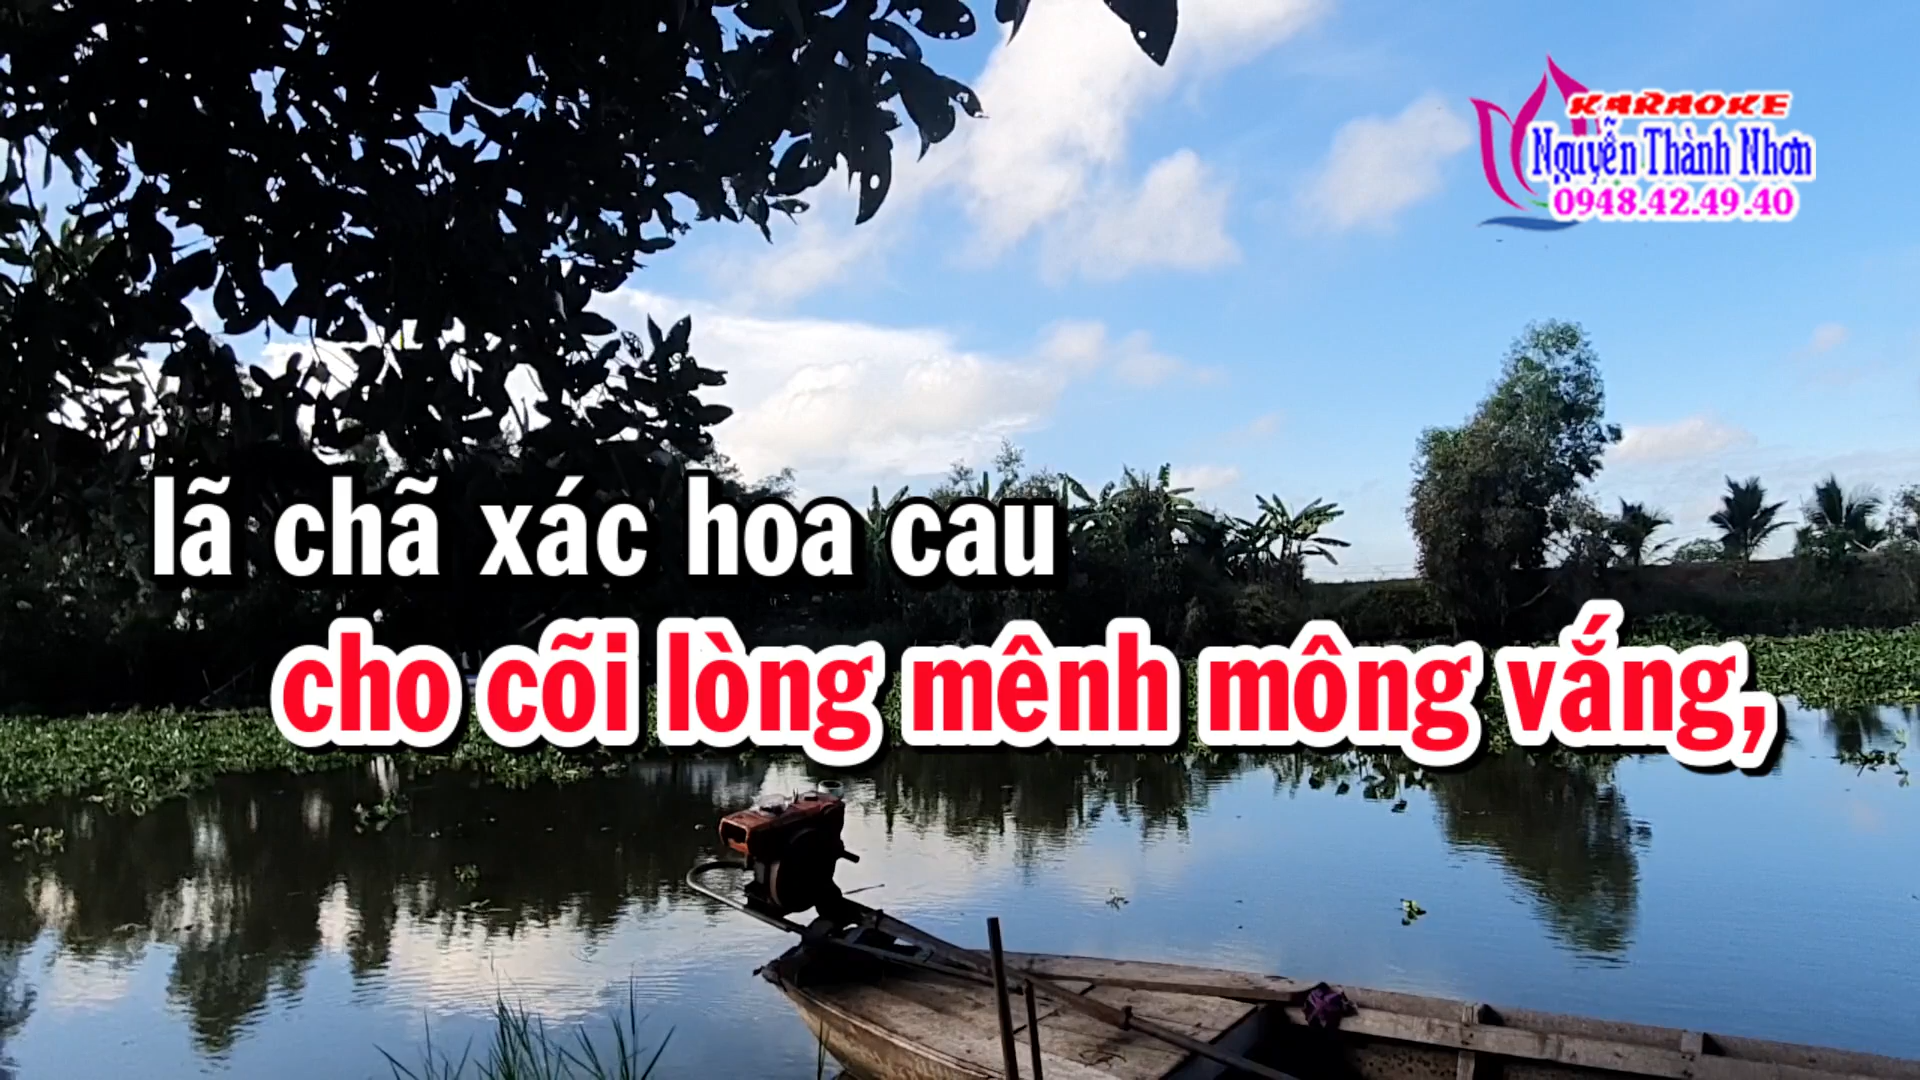 KARAOKE
Nguyễn Thành Nhơn
0948.42.49.40
lã chã xác hoa cau
cho cõi lòng mênh mông vắng,